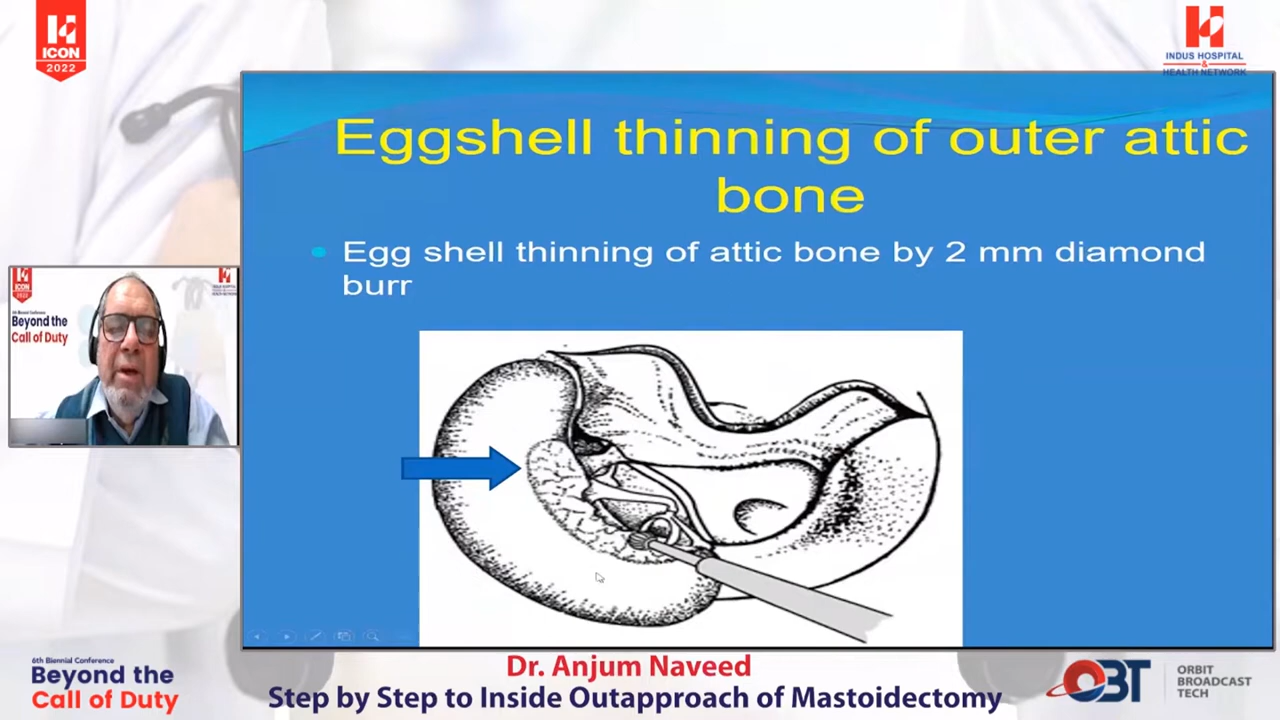 ICON
2022
INDUS HOSPITAL
&
HEALTH NETWORK
Eggshell thinning of outer attic
bone
Egg shell thinning of attic bone by 2 mm diamond
burr
ICON
2022
Beyond the
Call of Duty
6th Biennial Conference
Beyond the
Call of Duty
Dr. Anjum Naveed
Step by Step to Inside Outapproach of Mastoidectomy
OBT
ORBIT
BROADCAST
TECH